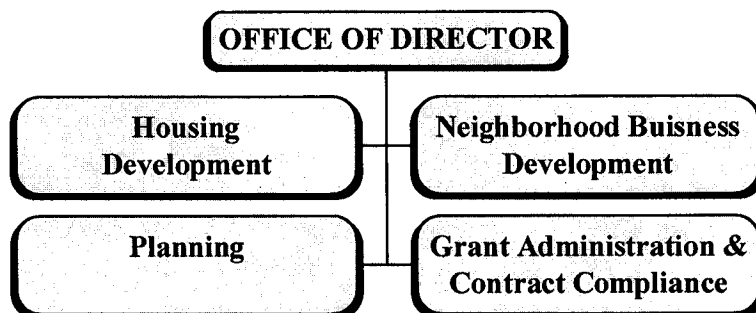 OFFICE OF DIRECTOR
Housing
Development
Neighborhood Buisness
Development
Planning
Grant Administration &
Contract Compliance